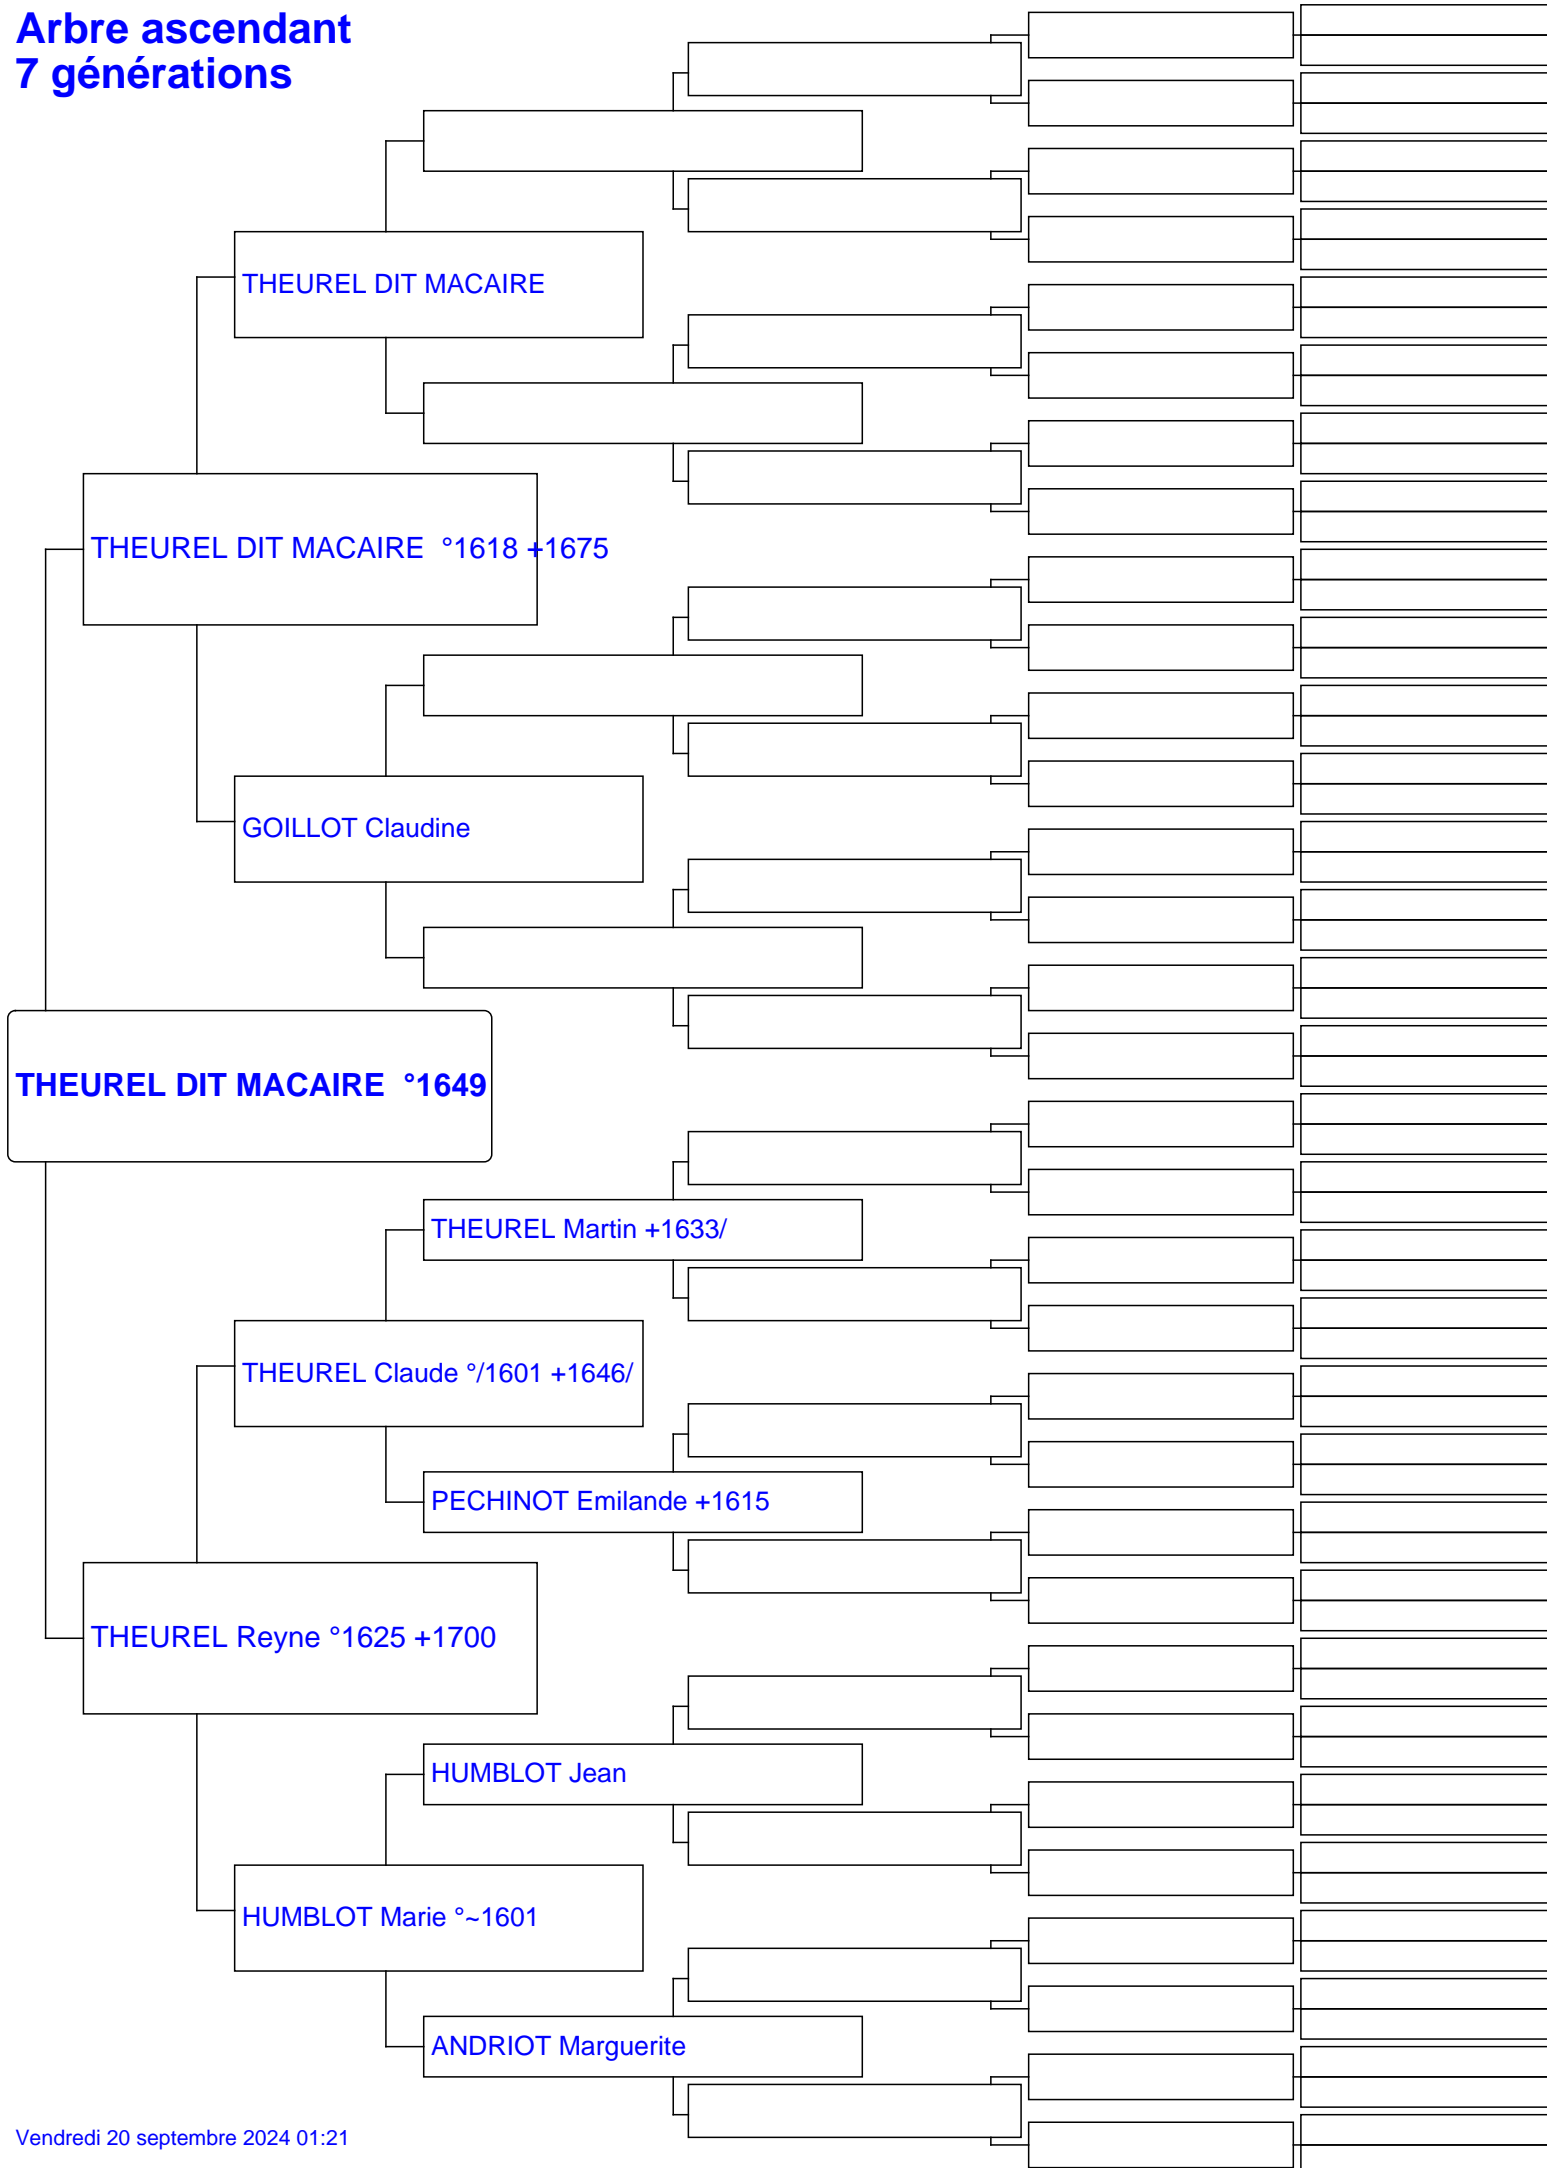 Arbre ascendant
7 générations
THEUREL DIT MACAIRE
THEUREL DIT MACAIRE  °1618 +1675
GOILLOT Claudine
THEUREL DIT MACAIRE  °1649
THEUREL Martin +1633/
THEUREL Claude °/1601 +1646/
PECHINOT Emilande +1615
THEUREL Reyne °1625 +1700
HUMBLOT Jean
HUMBLOT Marie °~1601
ANDRIOT Marguerite
Vendredi 20 septembre 2024 01:21